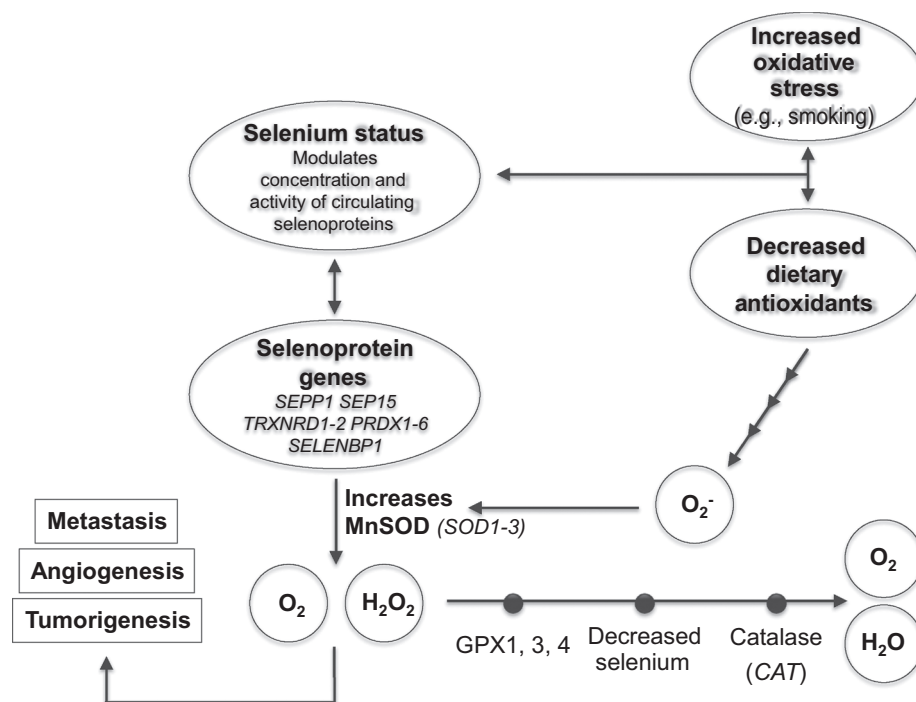 Increased
oxidative
stress
(e.g., smoking)
Selenium status
Modulates
concentration and
activity of circulating
selenoproteins
Decreased
dietary
antioxidants
Selenoprotein
genes
SEPP1 SEP15
TRXNRD1-2 PRDX1-6
SELENBP1
Increases
MnSOD (SOD1-3)
O₂⁻
Metastasis
Angiogenesis
Tumorigenesis
O₂
H₂O₂
GPX1, 3, 4
Decreased
selenium
Catalase
(CAT)
O₂
H₂O